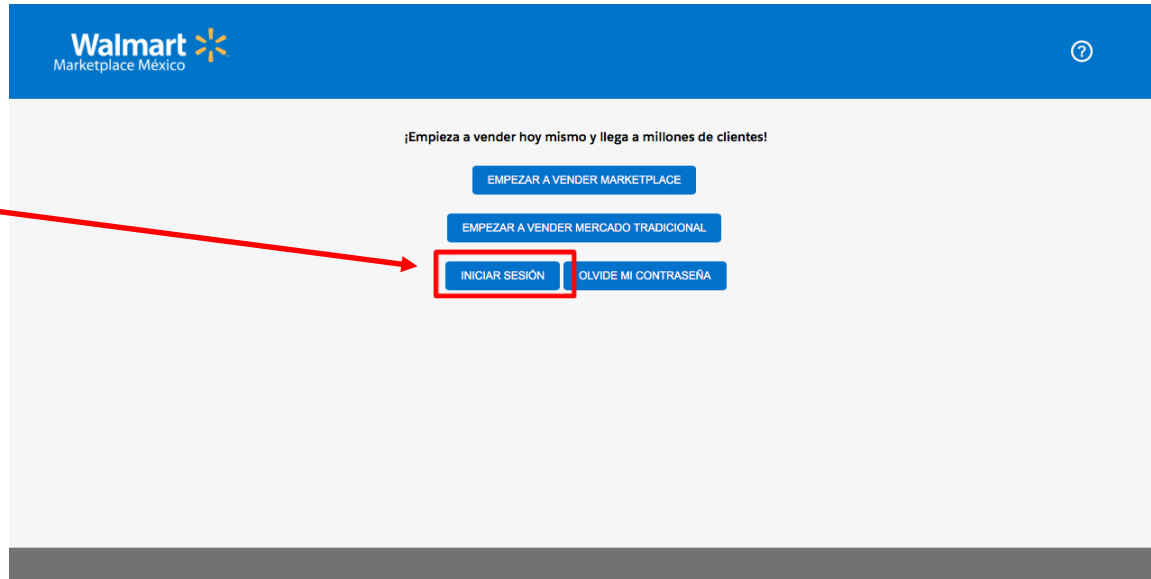 Walmart
Marketplace México
?
¡Empieza a vender hoy mismo y llega a millones de clientes!
EMPEZAR A VENDER MARKETPLACE
EMPEZAR A VENDER MERCADO TRADICIONAL
INICIAR SESIÓN OLVIDE MI CONTRASEÑA